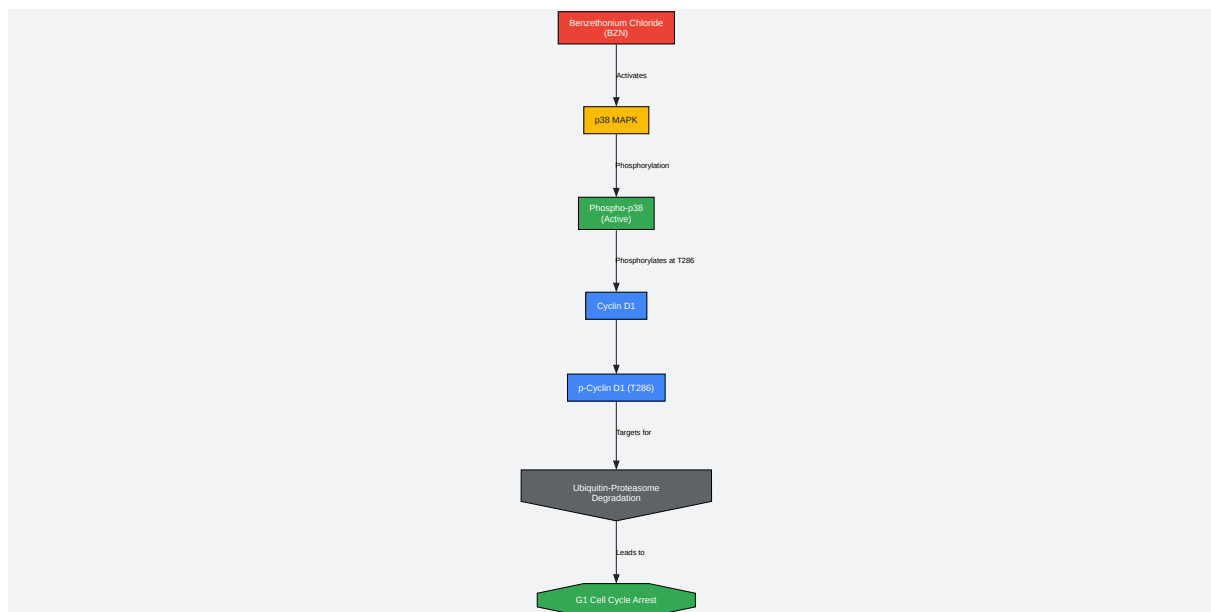 Benzethonium Chloride
(BZN)
Activates
p38 MAPK
Phosphorylation
Phospho-p38
(Active)
Phosphorylates at T286
Cyclin D1
p-Cyclin D1 (T286)
Targets for
Ubiquitin-Proteasome
Degradation
Leads to
G1 Cell Cycle Arrest